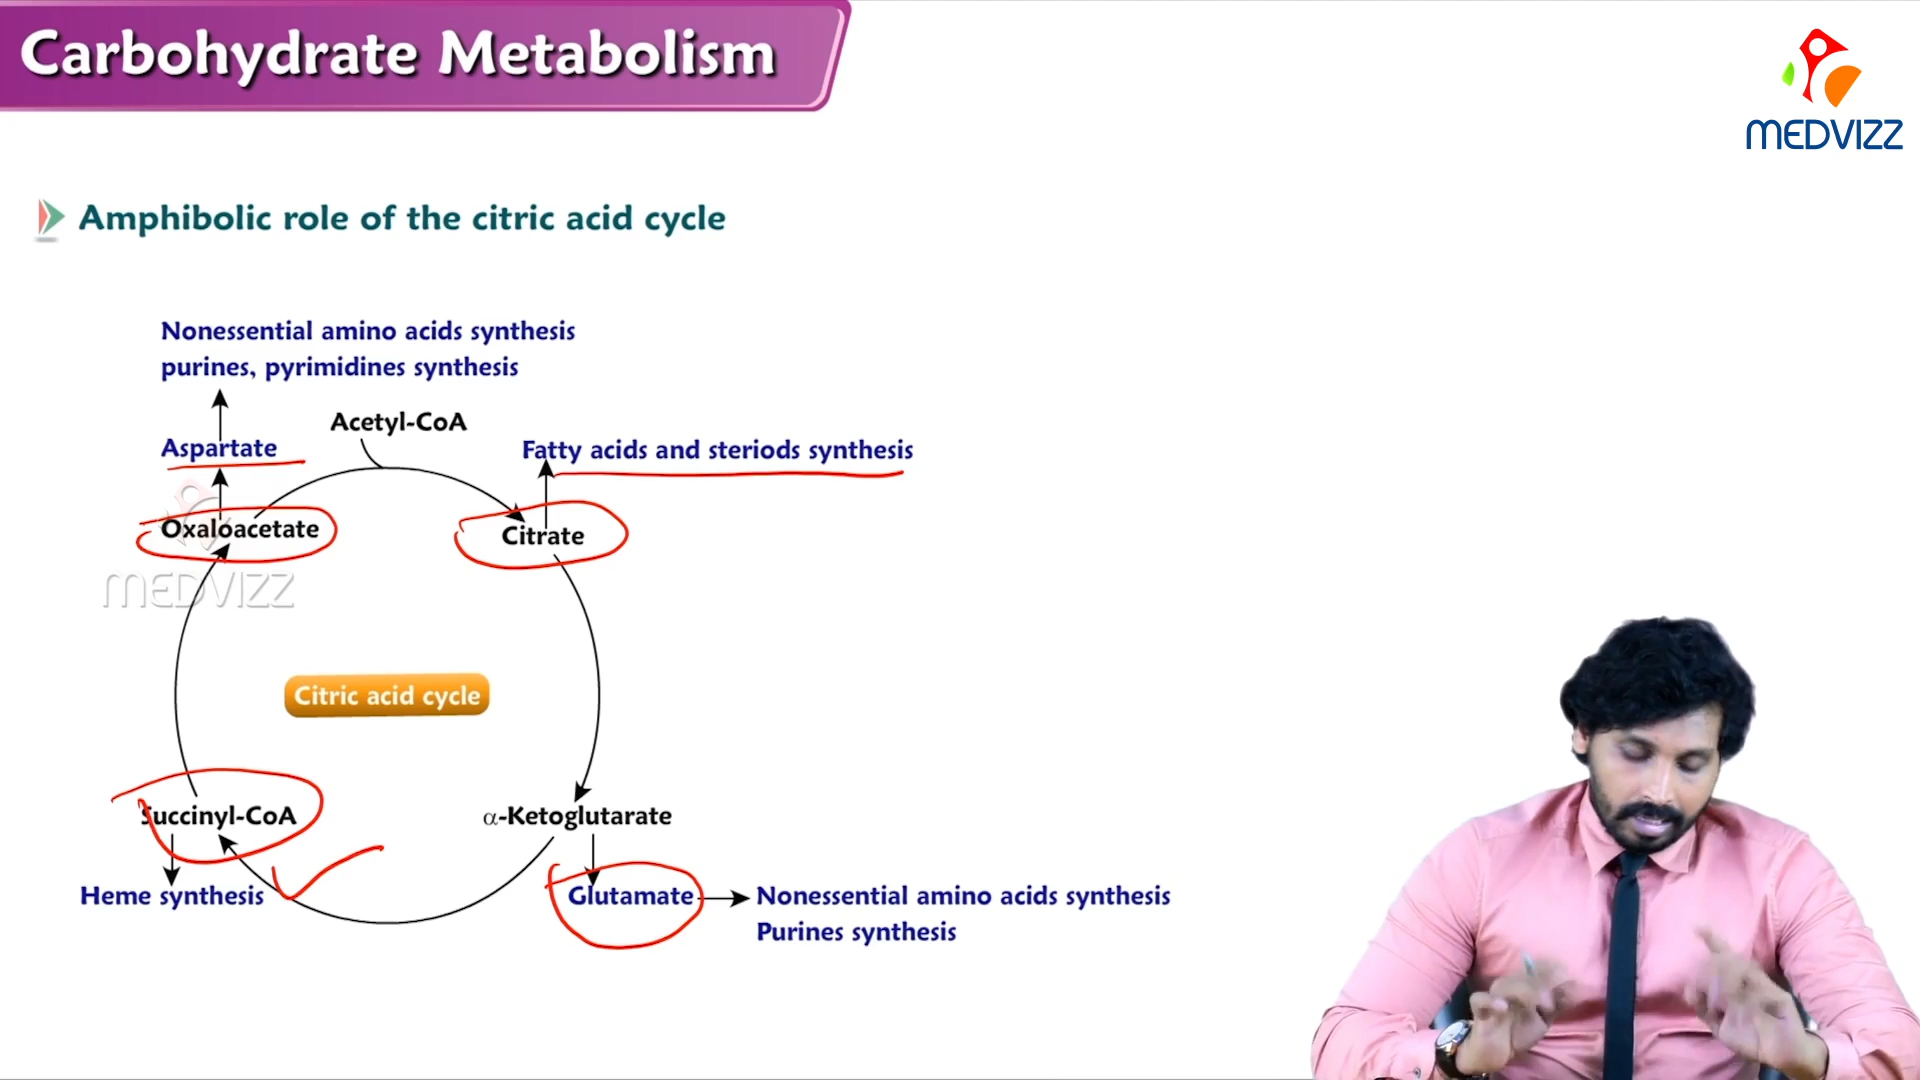 Carbohydrate Metabolism
MEDVIZZ
Amphibolic role of the citric acid cycle
Nonessential amino acids synthesis
purines, pyrimidines synthesis
Acetyl-CoA
Aspartate
Fatty acids and steriods synthesis
Oxaloacetate
Citrate
MEDVIZZ
Citric acid cycle
Succinyl-CoA
α-Ketoglutarate
Heme synthesis
Glutamate
Nonessential amino acids synthesis
Purines synthesis